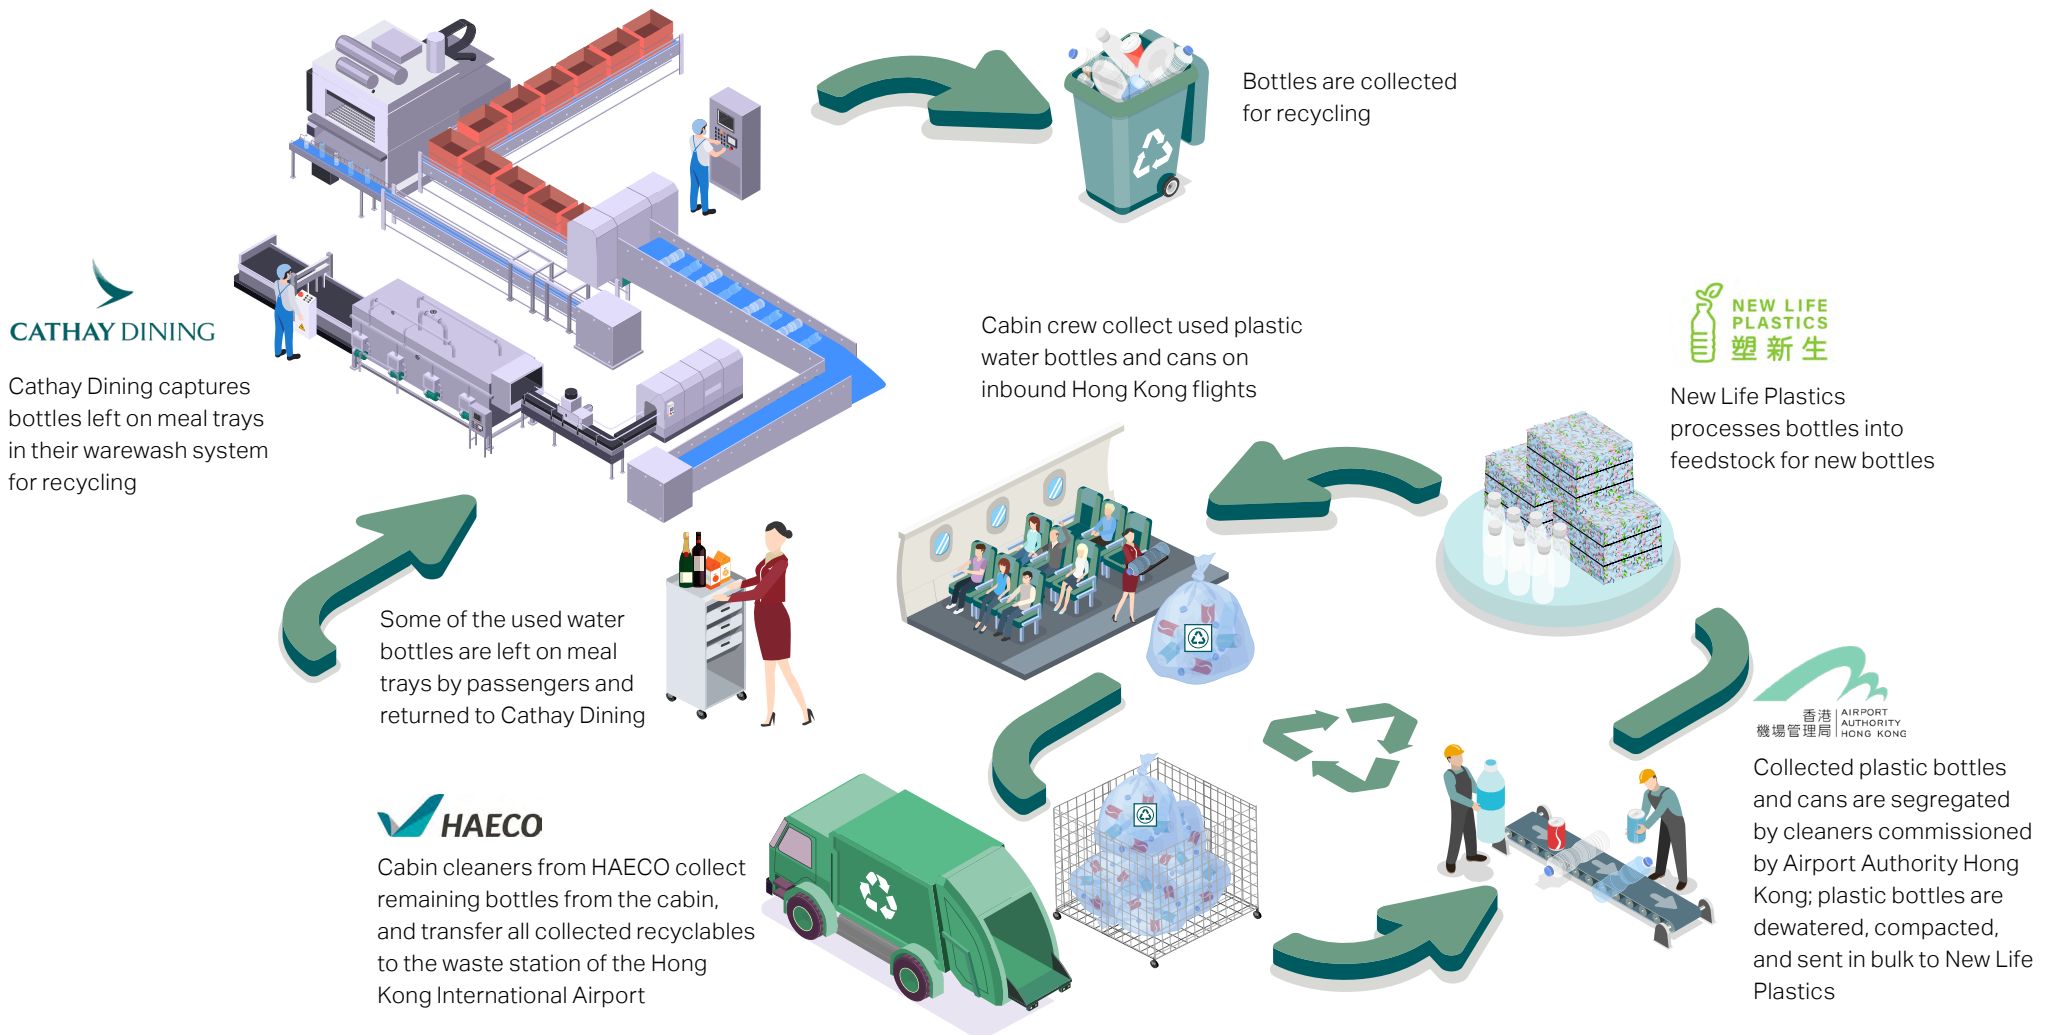 Bottles are collected
for recycling
CATHAY DINING
Cathay Dining captures
bottles left on meal trays
in their warewash system
for recycling
Cabin crew collect used plastic
water bottles and cans on
inbound Hong Kong flights
NEW LIFE
PLASTICS
塑新生
New Life Plastics
processes bottles into
feedstock for new bottles
Some of the used water
bottles are left on meal
trays by passengers and
returned to Cathay Dining
香港
機場管理局
AIRPORT
AUTHORITY
HONG KONG
Collected plastic bottles
and cans are segregated
by cleaners commissioned
by Airport Authority Hong
Kong; plastic bottles are
dewatered, compacted,
and sent in bulk to New Life
Plastics
HAECO
Cabin cleaners from HAECO collect
remaining bottles from the cabin,
and transfer all collected recyclables
to the waste station of the Hong
Kong International Airport